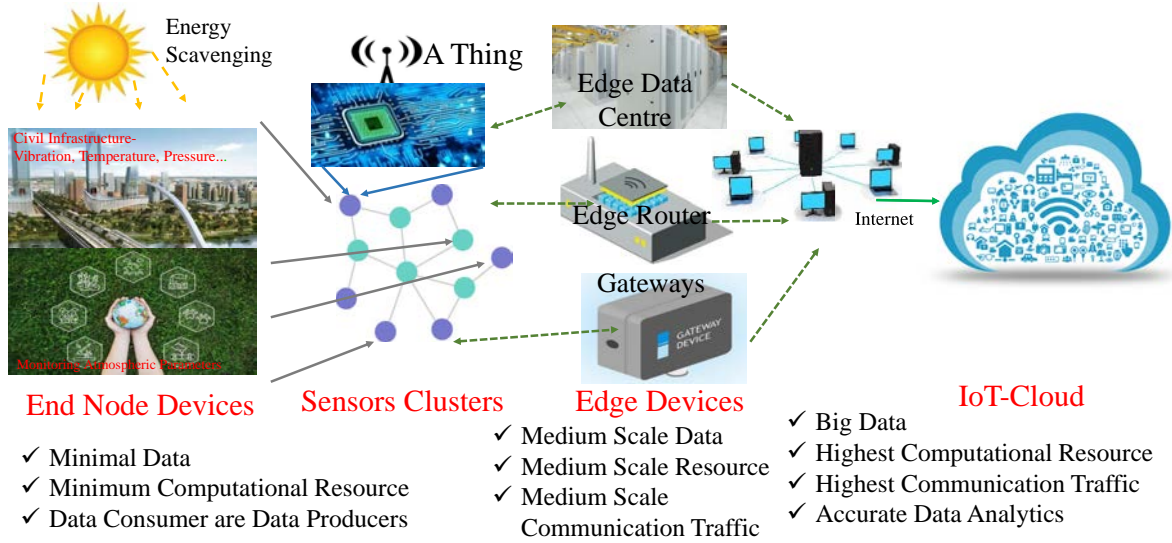 Energy
Scavenging
A Thing
Edge Data
Centre
Civil Infrastructure-
Vibration, Temperature, Pressure...
Edge Router
Internet
Gateways
GATEWAY
DEVICE
Monitoring Atmospheric Parameters
End Node Devices
Sensors Clusters
Edge Devices
IoT-Cloud
✓ Minimal Data
✓ Minimum Computational Resource
✓ Data Consumer are Data Producers
✓ Medium Scale Data
✓ Medium Scale Resource
✓ Medium Scale
Communication Traffic
✓ Big Data
✓ Highest Computational Resource
✓ Highest Communication Traffic
✓ Accurate Data Analytics